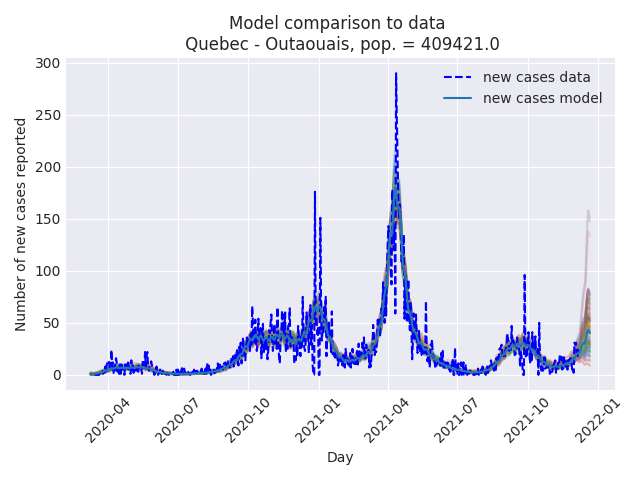 Model comparison to data
Quebec - Outaouais, pop. = 409421.0
300
250
200
150
100
50
0
Number of new cases reported
new cases data
new cases model
2020-04
2020-07
2020-10
2021-01
2021-04
2021-07
2021-10
2022-01
Day